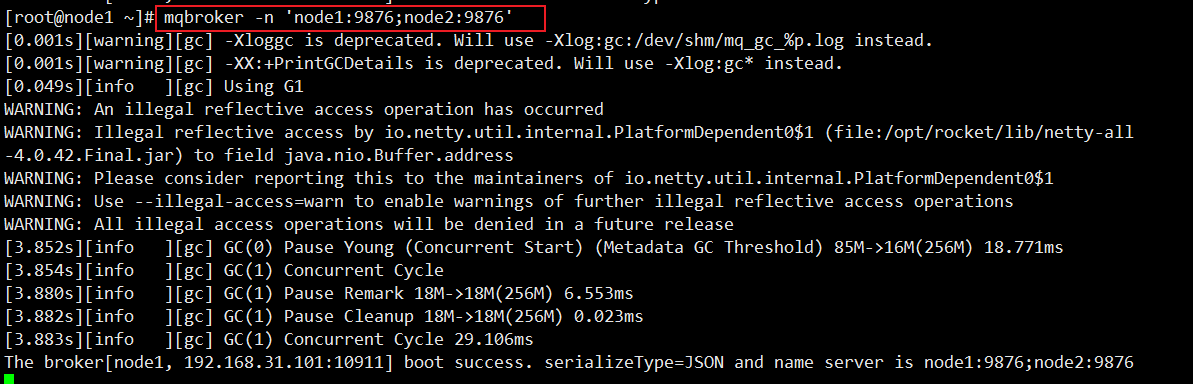 [root@node1 ~]# mqbroker -n 'node1:9876;node2:9876'
[0.001s][warning][gc] -Xloggc is deprecated. Will use -Xlog:gc:/dev/shm/mq_gc_%p.log instead.
[0.001s][warning][gc] -XX:+PrintGCDetails is deprecated. Will use -Xlog:gc* instead.
[0.049s][info   ][gc] Using G1
WARNING: An illegal reflective access operation has occurred
WARNING: Illegal reflective access by io.netty.util.internal.PlatformDependent0$1 (file:/opt/rocket/lib/netty-all
-4.0.42.Final.jar) to field java.nio.Buffer.address
WARNING: Please consider reporting this to the maintainers of io.netty.util.internal.PlatformDependent0$1
WARNING: Use --illegal-access=warn to enable warnings of further illegal reflective access operations
WARNING: All illegal access operations will be denied in a future release
[3.852s][info   ][gc] GC(0) Pause Young (Concurrent Start) (Metadata GC Threshold) 85M->16M(256M) 18.771ms
[3.854s][info   ][gc] GC(1) Concurrent Cycle
[3.880s][info   ][gc] GC(1) Pause Remark 18M->18M(256M) 6.553ms
[3.882s][info   ][gc] GC(1) Pause Cleanup 18M->18M(256M) 0.023ms
[3.883s][info   ][gc] GC(1) Concurrent Cycle 29.106ms
The broker[node1, 192.168.31.101:10911] boot success. serializeType=JSON and name server is node1:9876;node2:9876